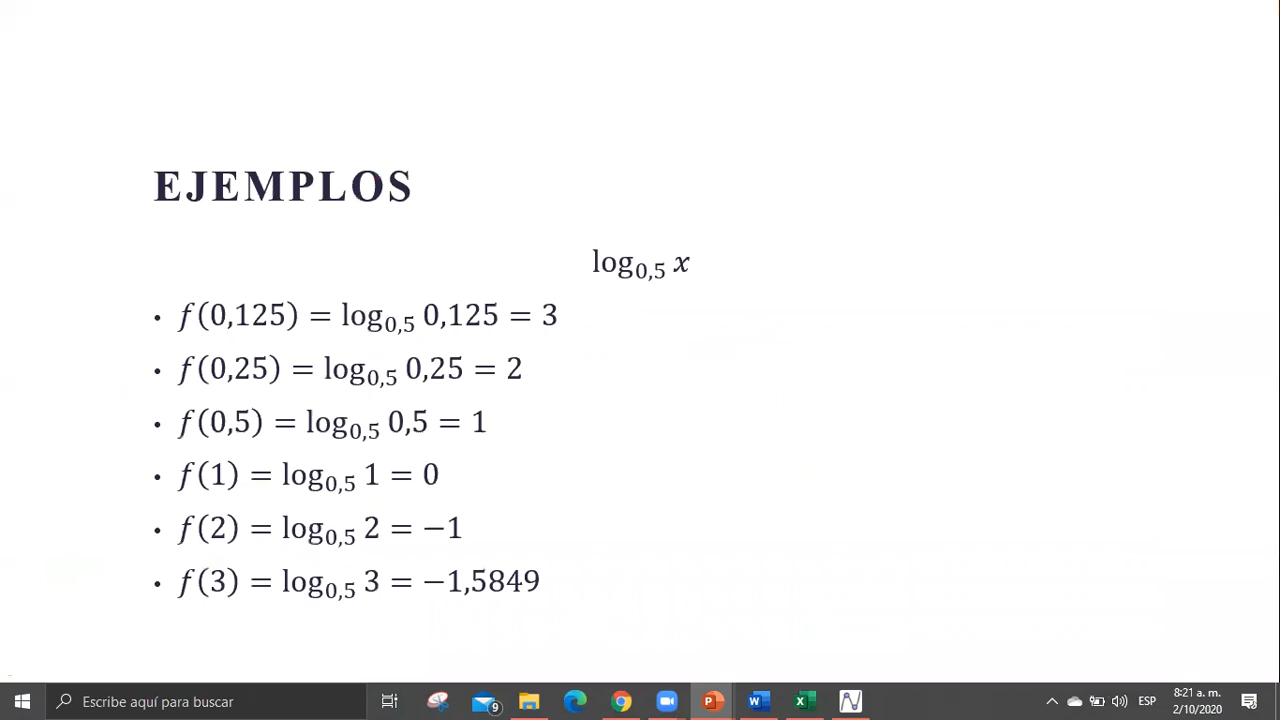 EJEMPLOS
log₀,₅ x
• f(0,125) = log₀,₅ 0,125 = 3
• f(0,25) = log₀,₅ 0,25 = 2
• f(0,5) = log₀,₅ 0,5 = 1
• f(1) = log₀,₅ 1 = 0
• f(2) = log₀,₅ 2 = −1
• f(3) = log₀,₅ 3 = −1,5849
Escribe aquí para buscar
9
ESP
8:21 a. m.
2/10/2020